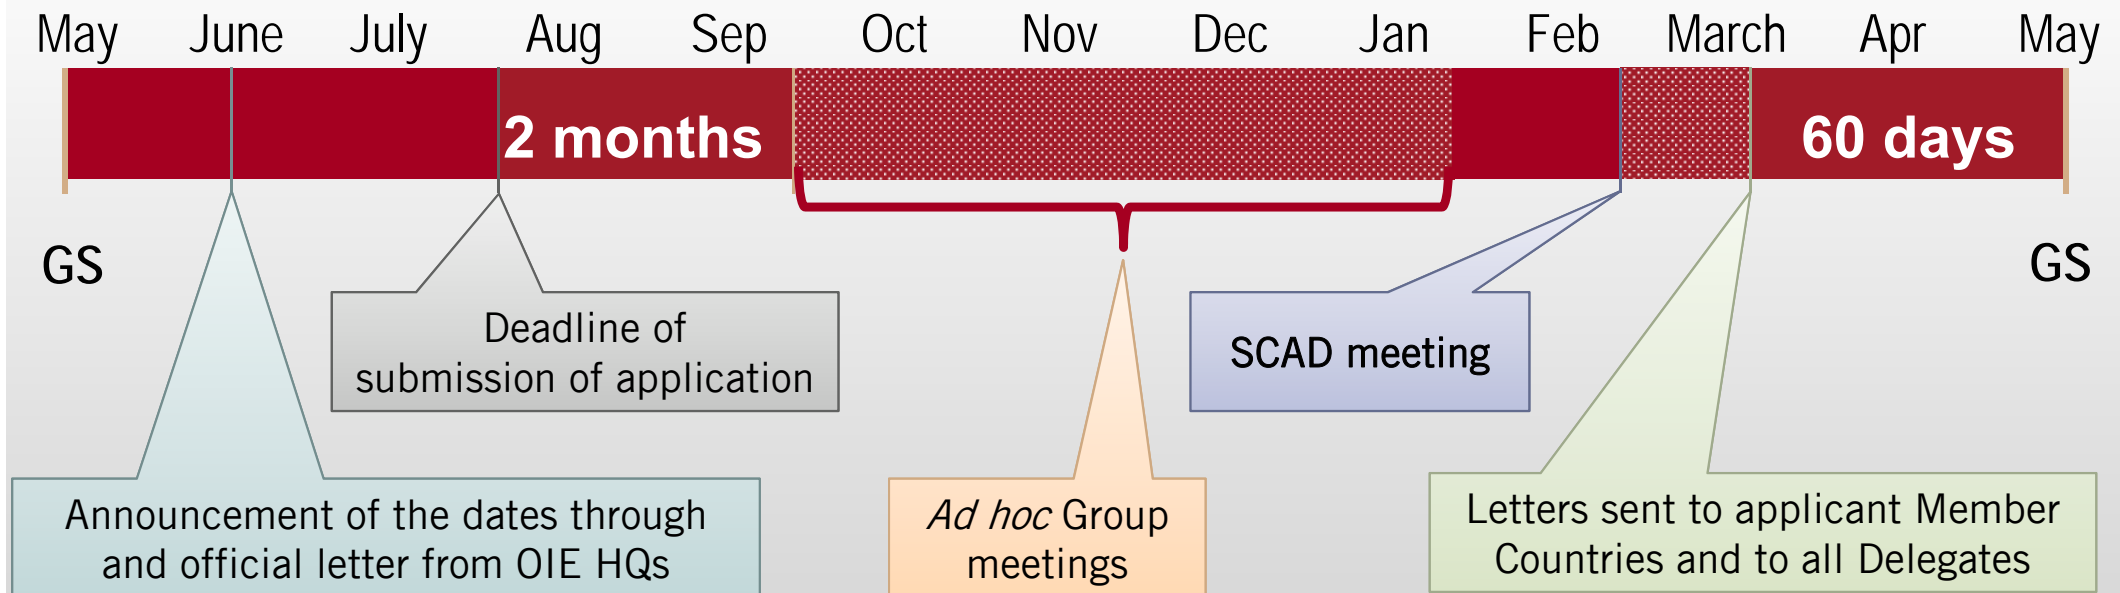 May June July Aug Sep Oct Nov Dec Jan Feb March Apr May
2 months
60 days
GS
GS
Deadline of
submission of application
SCAD meeting
Announcement of the dates through
and official letter from OIE HQs
Ad hoc Group
meetings
Letters sent to applicant Member
Countries and to all Delegates